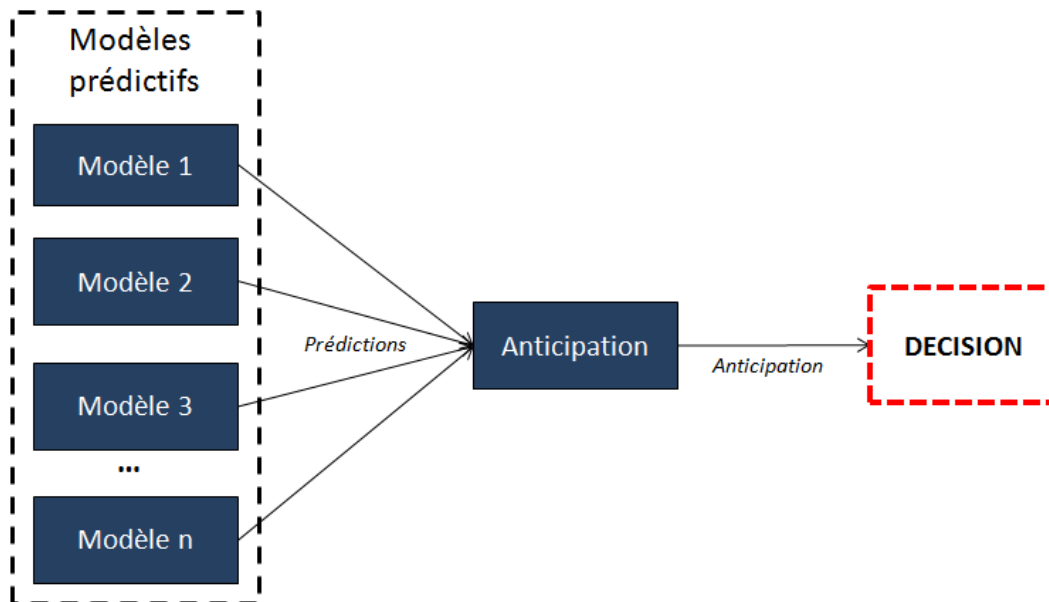 Modèles
prédictifs
Modèle 1
Modèle 2
Modèle 3
...
Modèle n
Prédictions
Anticipation
Anticipation
DECISION